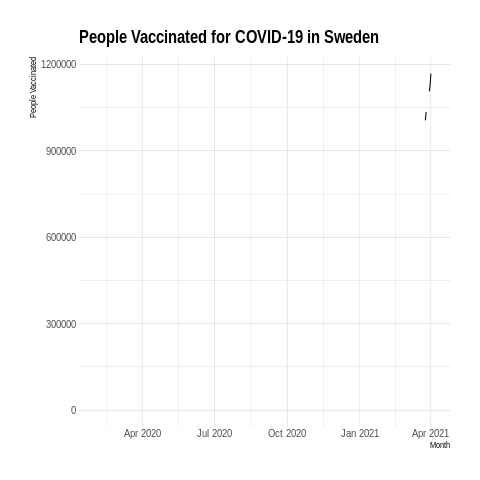 People Vaccinated for COVID-19 in Sweden
People Vaccinated
1200000
900000
600000
300000
0
Apr 2020 Jul 2020 Oct 2020 Jan 2021 Apr 2021
Month